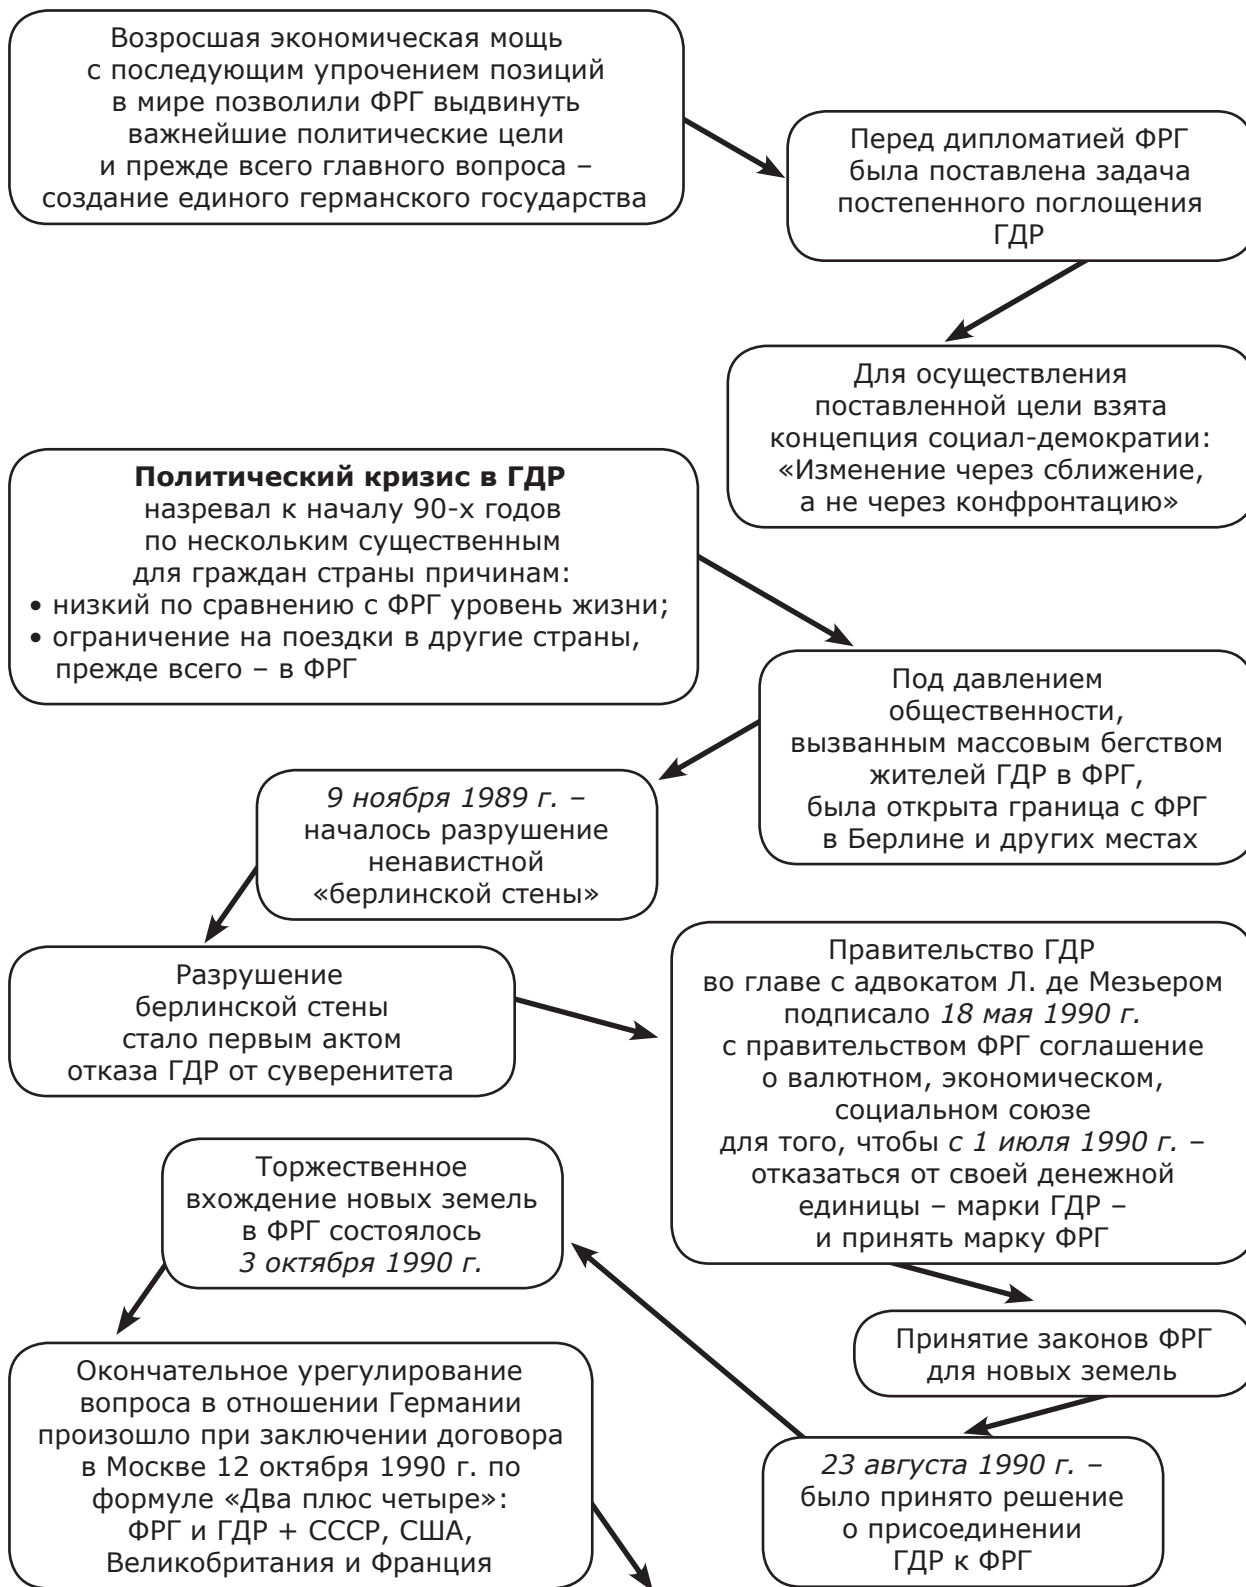 Возросшая экономическая мощь
с последующим упрочением позиций
в мире позволили ФРГ выдвинуть
важнейшие политические цели
и прежде всего главного вопроса –
создание единого германского государства
Перед дипломатией ФРГ
была поставлена задача
постепенного поглощения
ГДР
Для осуществления
поставленной цели взята
концепция социал-демократии:
«Изменение через сближение,
а не через конфронтацию»
Политический кризис в ГДР
назревал к началу 90-х годов
по нескольким существенным
для граждан страны причинам:
• низкий по сравнению с ФРГ уровень жизни;
• ограничение на поездки в другие страны,
прежде всего – в ФРГ
Под давлением
общественности,
вызванным массовым бегством
жителей ГДР в ФРГ,
была открыта граница с ФРГ
в Берлине и других местах
9 ноября 1989 г. –
началось разрушение
ненавистной
«берлинской стены»
Разрушение
берлинской стены
стало первым актом
отказа ГДР от суверенитета
Правительство ГДР
во главе с адвокатом Л. де Мезьером
подписало 18 мая 1990 г.
с правительством ФРГ соглашение
о валютном, экономическом,
социальном союзе
для того, чтобы с 1 июля 1990 г. –
отказаться от своей денежной
единицы – марки ГДР –
и принять марку ФРГ
Принятие законов ФРГ
для новых земель
23 августа 1990 г. –
было принято решение
о присоединении
ГДР к ФРГ
Торжественное
вхождение новых земель
в ФРГ состоялось
3 октября 1990 г.
Окончательное урегулирование
вопроса в отношении Германии
произошло при заключении договора
в Москве 12 октября 1990 г. по
формуле «Два плюс четыре»:
ФРГ и ГДР + СССР, США,
Великобритания и Франция